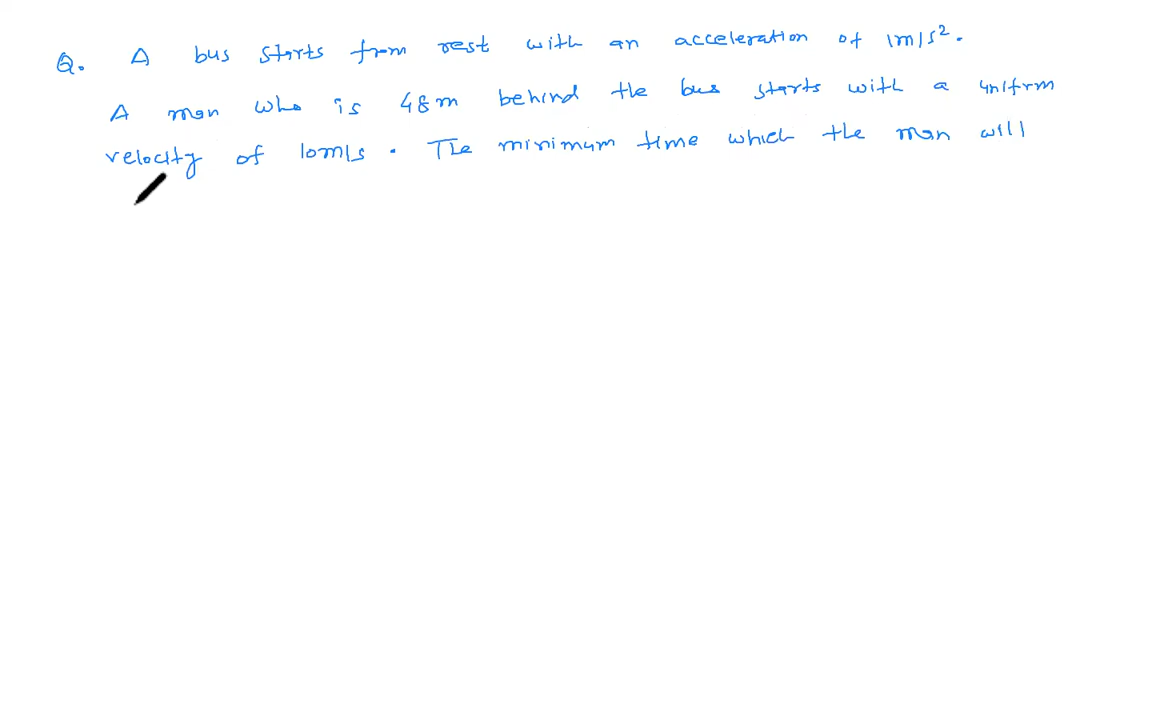 Q. A bus starts from rest with an acceleration of 1m/s².
A man who is 48m behind the bus starts with a unifrm
velocity of 10m/s. The minimum time which the man will